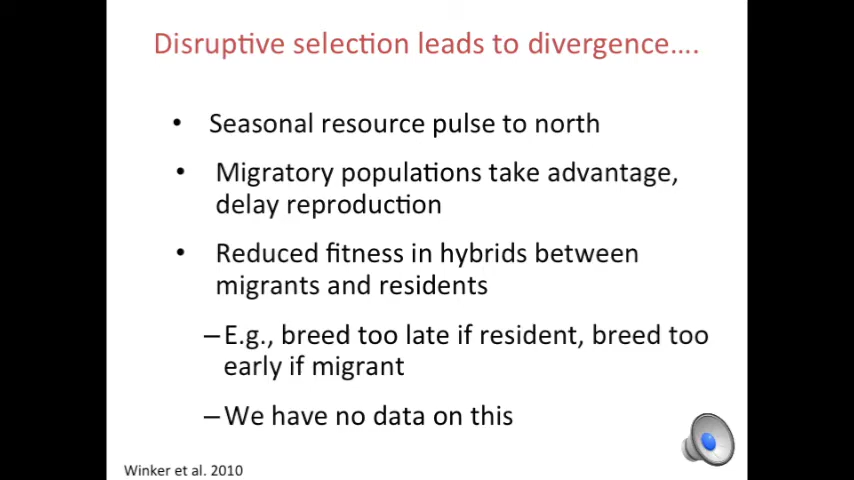 Disruptive selection leads to divergence….
• Seasonal resource pulse to north
• Migratory populations take advantage,
delay reproduction
• Reduced fitness in hybrids between
migrants and residents
–E.g., breed too late if resident, breed too
early if migrant
–We have no data on this
Winker et al. 2010